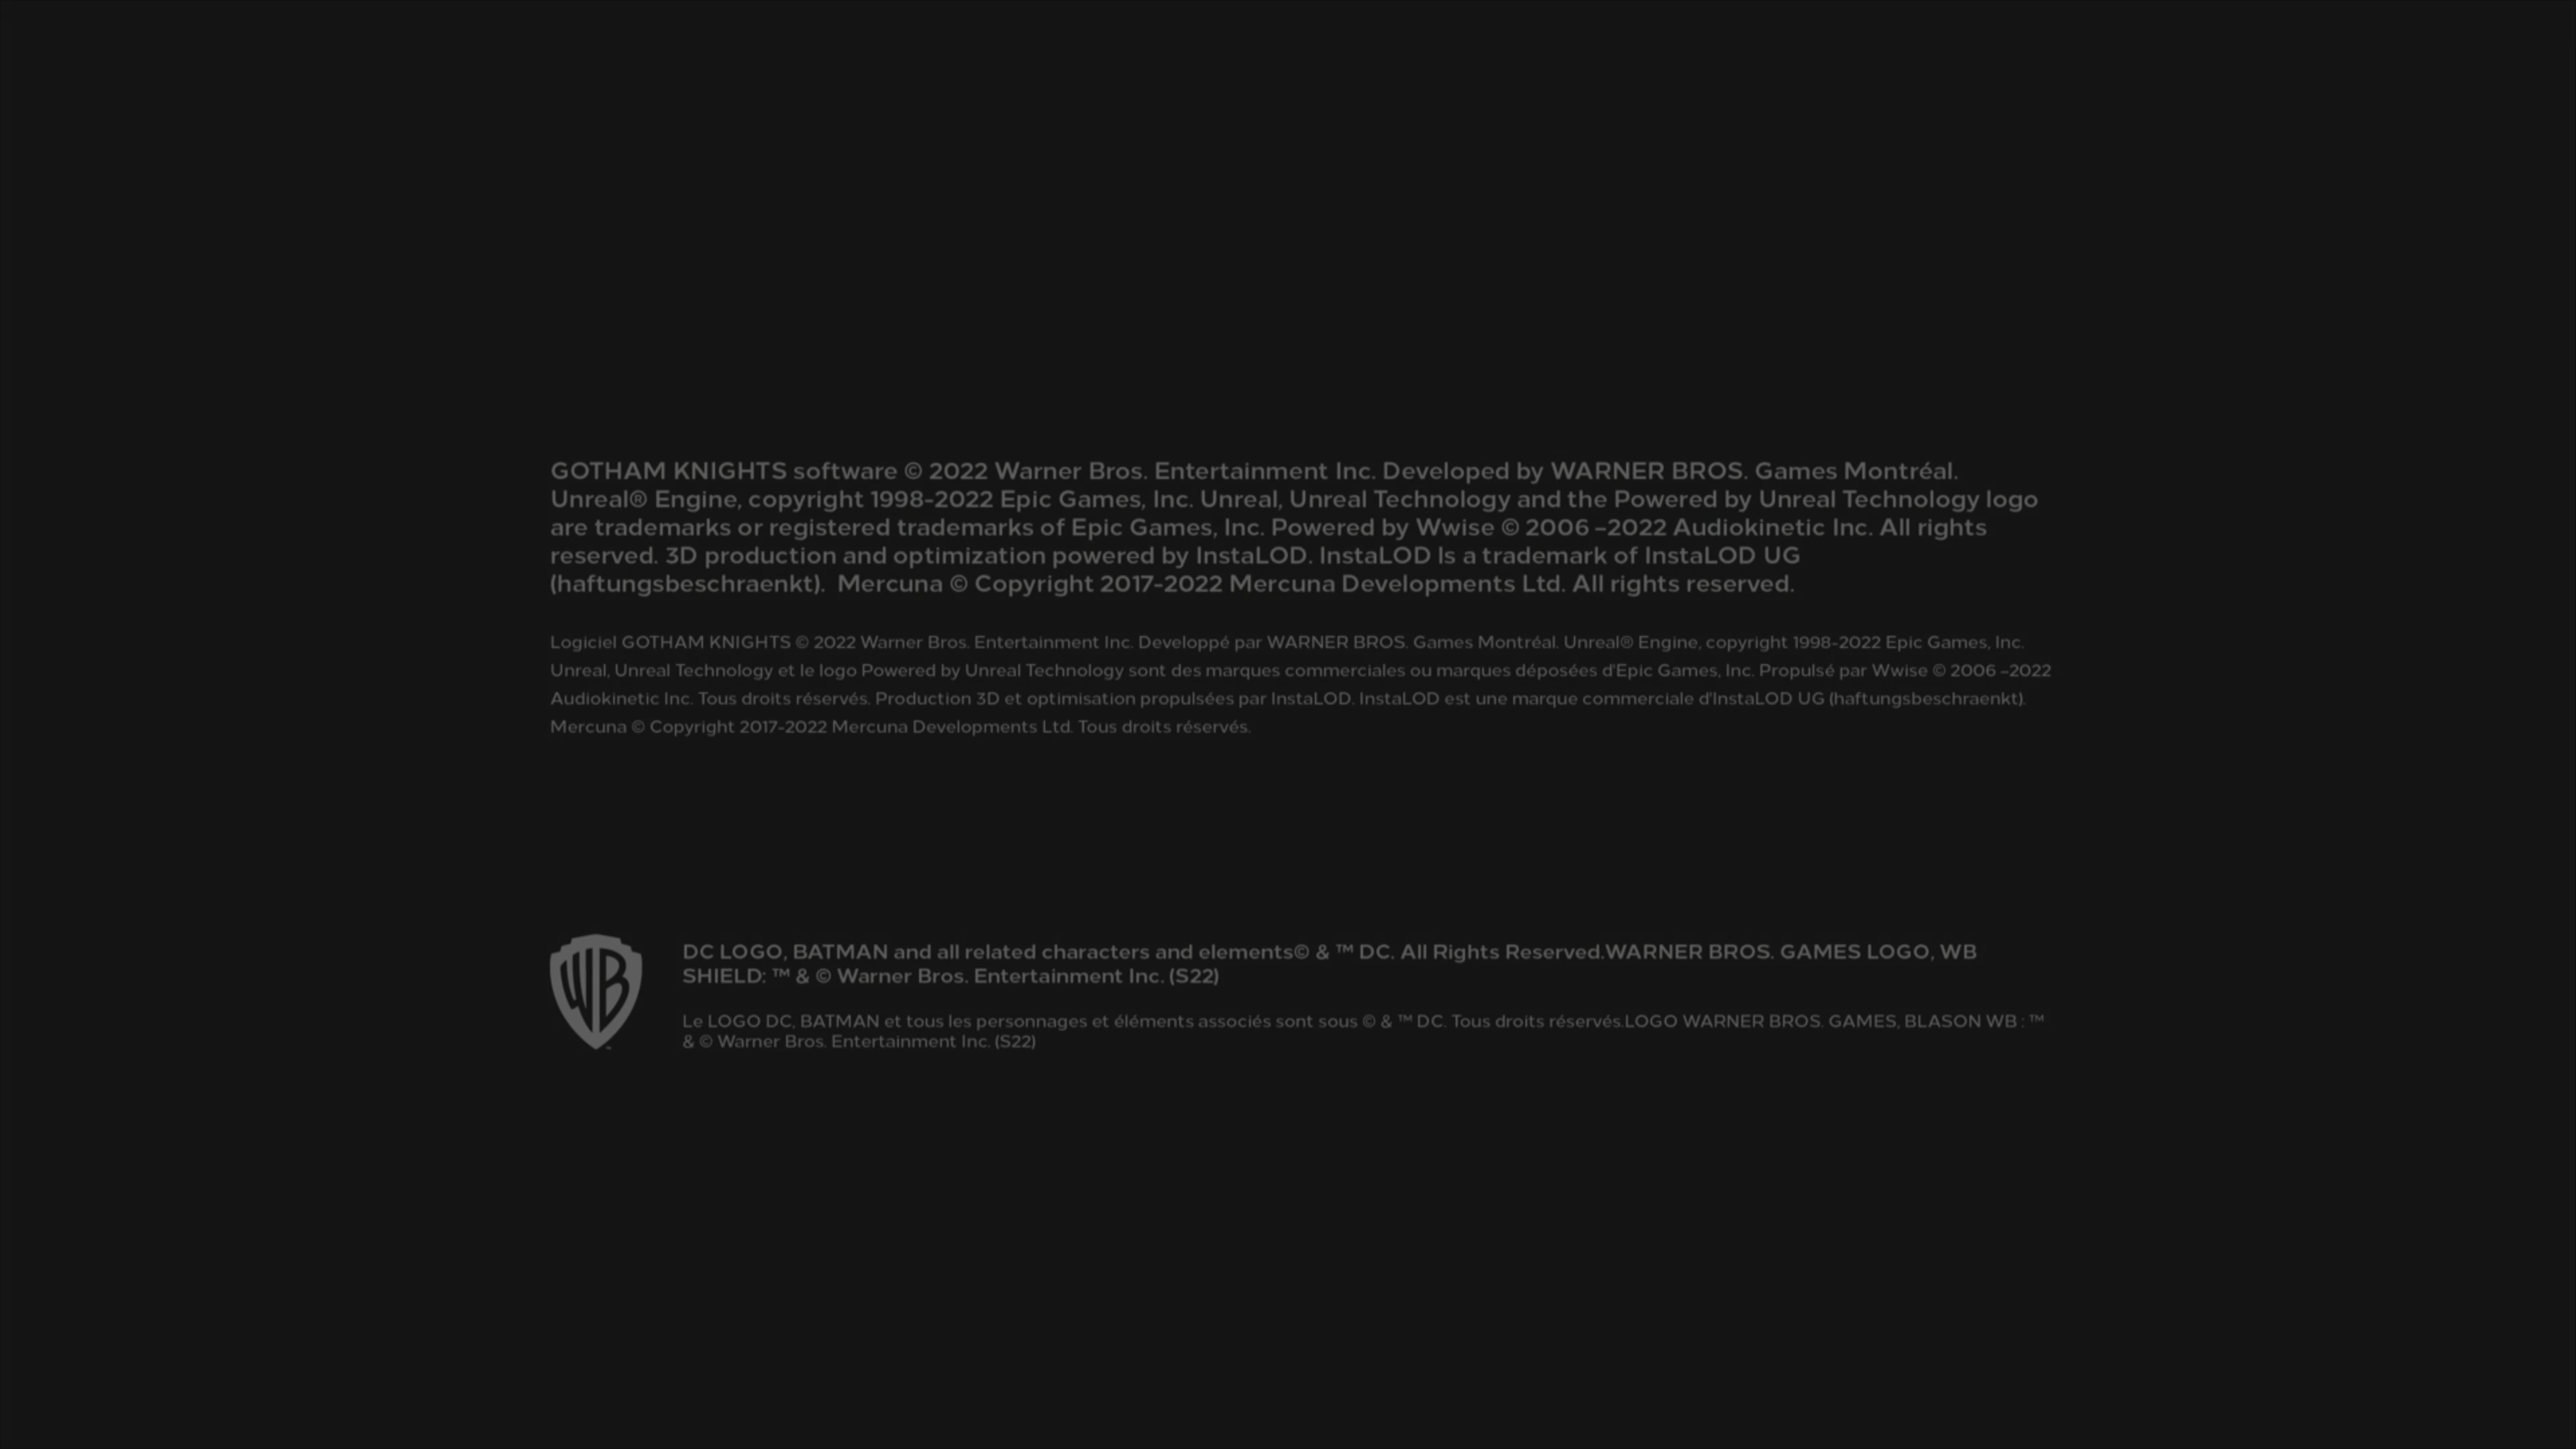 GOTHAM KNIGHTS software © 2022 Warner Bros. Entertainment Inc. Developed by WARNER BROS. Games Montréal.
Unreal® Engine, copyright 1998-2022 Epic Games, Inc. Unreal, Unreal Technology and the Powered by Unreal Technology logo
are trademarks or registered trademarks of Epic Games, Inc. Powered by Wwise © 2006 –2022 Audiokinetic Inc. All rights
reserved. 3D production and optimization powered by InstaLOD. InstaLOD Is a trademark of InstaLOD UG
(haftungsbeschraenkt).  Mercuna © Copyright 2017-2022 Mercuna Developments Ltd. All rights reserved.
Logiciel GOTHAM KNIGHTS © 2022 Warner Bros. Entertainment Inc. Developpé par WARNER BROS. Games Montréal. Unreal® Engine, copyright 1998-2022 Epic Games, Inc.
Unreal, Unreal Technology et le logo Powered by Unreal Technology sont des marques commerciales ou marques déposées d'Epic Games, Inc. Propulsé par Wwise © 2006 –2022
Audiokinetic Inc. Tous droits réservés. Production 3D et optimisation propulsées par InstaLOD. InstaLOD est une marque commerciale d'InstaLOD UG (haftungsbeschraenkt).
Mercuna © Copyright 2017-2022 Mercuna Developments Ltd. Tous droits réservés.
WB
DC LOGO, BATMAN and all related characters and elements© & ™ DC. All Rights Reserved.WARNER BROS. GAMES LOGO, WB
SHIELD: ™ & © Warner Bros. Entertainment Inc. (S22)
Le LOGO DC, BATMAN et tous les personnages et éléments associés sont sous © & ™ DC. Tous droits réservés.LOGO WARNER BROS. GAMES, BLASON WB : ™
& © Warner Bros. Entertainment Inc. (S22)